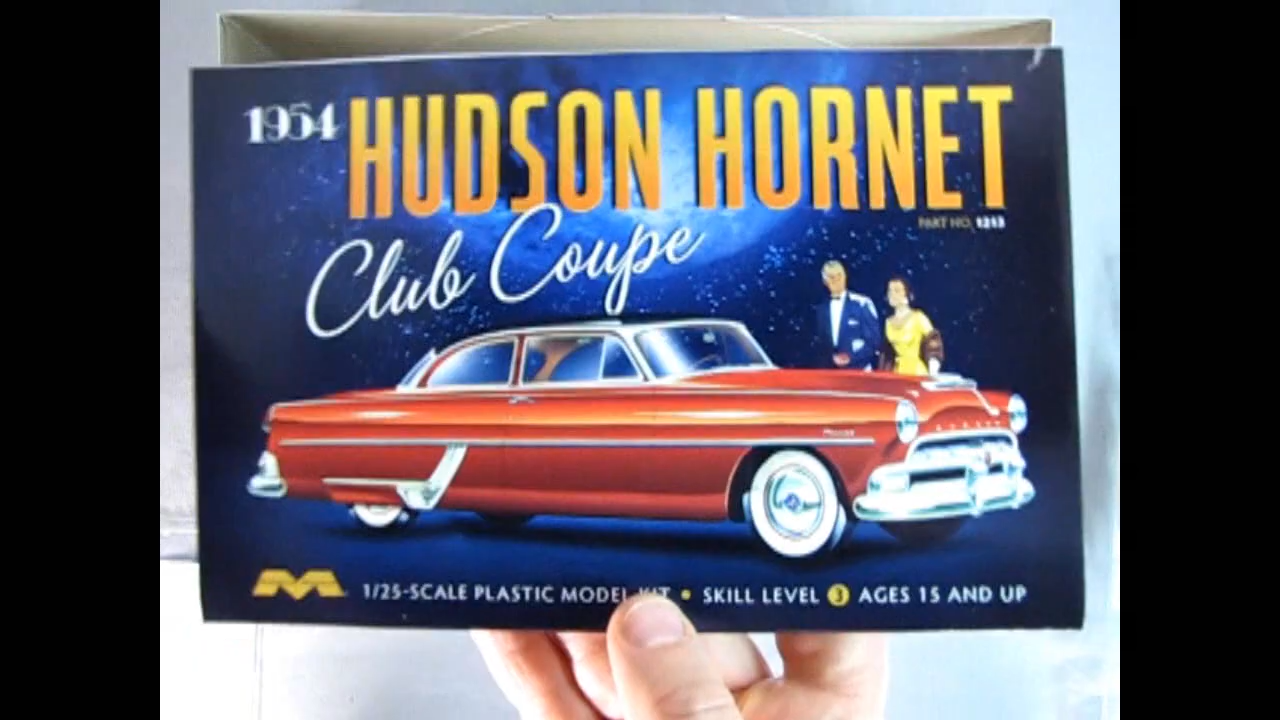 1954 HUDSON HORNET
PART NO. 1213
Club Coupe
1/25-SCALE PLASTIC MODEL KIT • SKILL LEVEL 3 AGES 15 AND UP